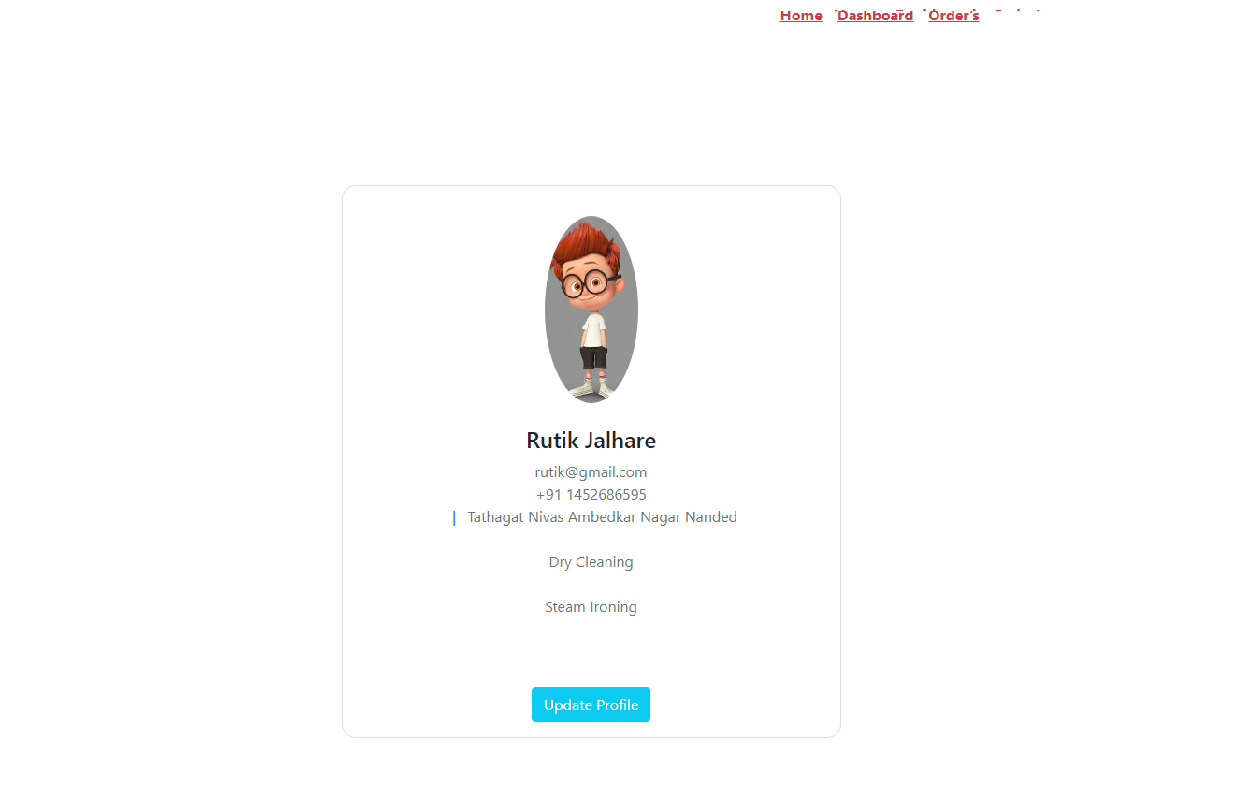 Home Dashboard Order's
Rutik Jalhare
rutik@gmail.com
+91 1452686595
| Tathagat Nivas Ambedkar Nagar Nanded
Dry Cleaning
Steam Ironing
Update Profile